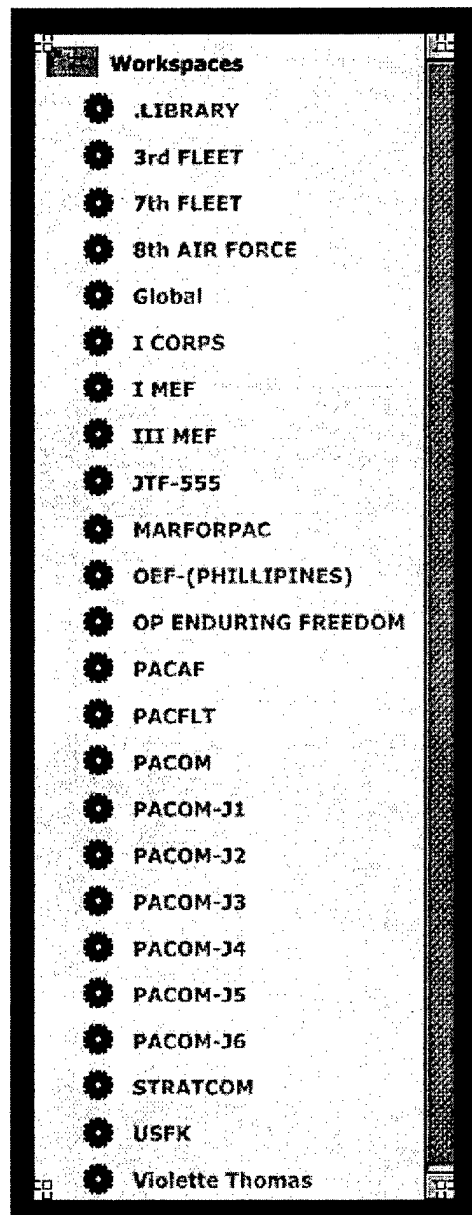 Workspaces
.LIBRARY
3rd FLEET
7th FLEET
8th AIR FORCE
Global
I CORPS
I MEF
III MEF
JTF-555
MARFORPAC
OEF-(PHILLIPINES)
OP ENDURING FREEDOM
PACAF
PACFLT
PACOM
PACOM-J1
PACOM-J2
PACOM-J3
PACOM-J4
PACOM-J5
PACOM-J6
STRATCOM
USFK
Violette Thomas